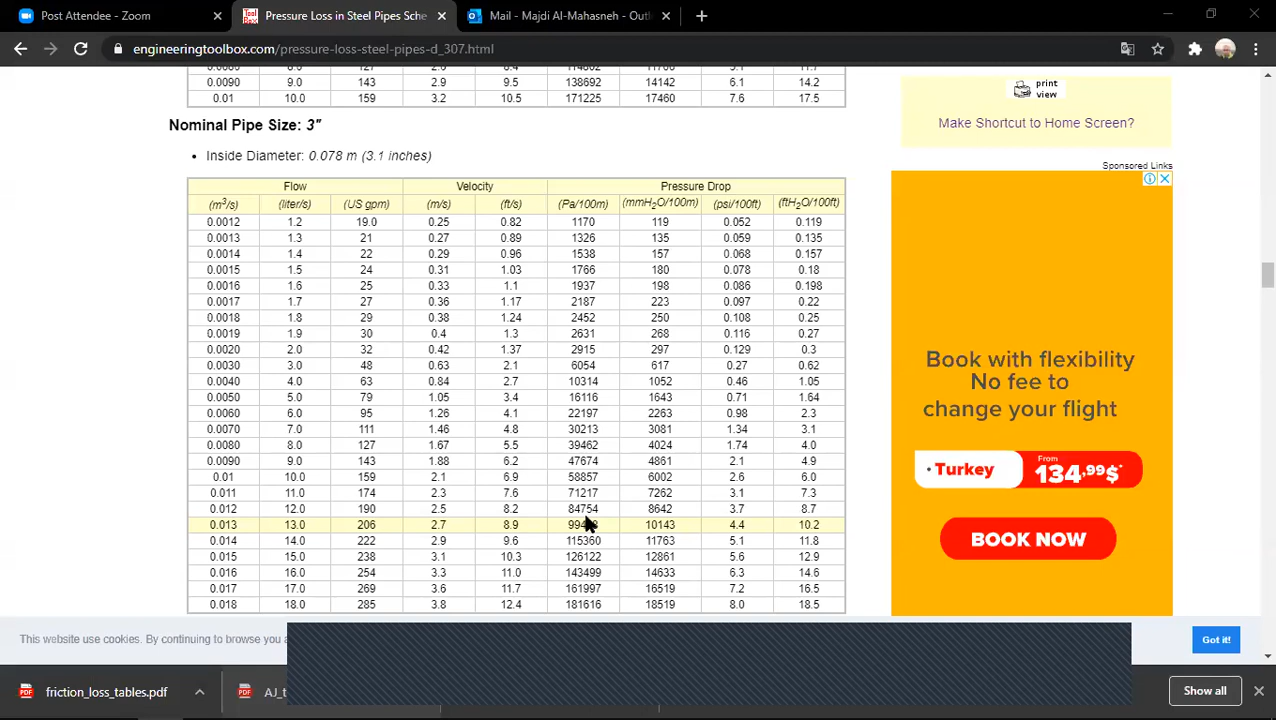 Post Attendee - Zoom
Pressure Loss in Steel Pipes Sche
Mail - Majdi Al-Mahasneh - Outl
engineeringtoolbox.com/pressure-loss-steel-pipes-d_307.html
0.0090 9.0 143 2.9 9.5 138692 14142 6.1 14.2
0.01 10.0 159 3.2 10.5 171225 17460 7.6 17.5
Nominal Pipe Size: 3"
• Inside Diameter: 0.078 m (3.1 inches)
Flow Velocity Pressure Drop
(m³/s) (liter/s) (US gpm) (m/s) (ft/s) (Pa/100m) (mmH₂O/100m) (psi/100ft) (ftH₂O/100ft)
0.0012 1.2 19.0 0.25 0.82 1170 119 0.052 0.119
0.0013 1.3 21 0.27 0.89 1326 135 0.059 0.135
0.0014 1.4 22 0.29 0.96 1538 157 0.068 0.157
0.0015 1.5 24 0.31 1.03 1766 180 0.078 0.18
0.0016 1.6 25 0.33 1.1 1937 198 0.086 0.198
0.0017 1.7 27 0.36 1.17 2187 223 0.097 0.22
0.0018 1.8 29 0.38 1.24 2452 250 0.108 0.25
0.0019 1.9 30 0.4 1.3 2631 268 0.116 0.27
0.0020 2.0 32 0.42 1.37 2915 297 0.129 0.3
0.0030 3.0 48 0.63 2.1 6054 617 0.27 0.62
0.0040 4.0 63 0.84 2.7 10314 1052 0.46 1.05
0.0050 5.0 79 1.05 3.4 16116 1643 0.71 1.64
0.0060 6.0 95 1.26 4.1 22197 2263 0.98 2.3
0.0070 7.0 111 1.46 4.8 30213 3081 1.34 3.1
0.0080 8.0 127 1.67 5.5 39462 4024 1.74 4.0
0.0090 9.0 143 1.88 6.2 47674 4861 2.1 4.9
0.01 10.0 159 2.1 6.9 58857 6002 2.6 6.0
0.011 11.0 174 2.3 7.6 71217 7262 3.1 7.3
0.012 12.0 190 2.5 8.2 84754 8642 3.7 8.7
0.013 13.0 206 2.7 8.9 10143 4.4 10.2
0.014 14.0 222 2.9 9.6 115360 11763 5.1 11.8
0.015 15.0 238 3.1 10.3 126122 12861 5.6 12.9
0.016 16.0 254 3.3 11.0 143499 14633 6.3 14.6
0.017 17.0 269 3.6 11.7 161997 16519 7.2 16.5
0.018 18.0 285 3.8 12.4 181616 18519 8.0 18.5
print
view
Make Shortcut to Home Screen?
Sponsored Links
Book with flexibility
No fee to
change your flight
• Turkey
From
134,99$*
BOOK NOW
This website use cookies. By continuing to browse you a
Got it!
friction_loss_tables.pdf
AJ_t
Show all